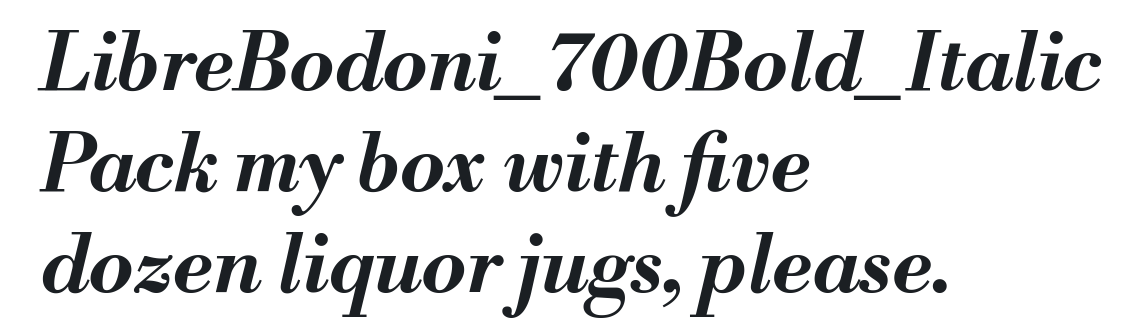 LibreBodoni_700Bold_Italic
Pack my box with five
dozen liquor jugs, please.